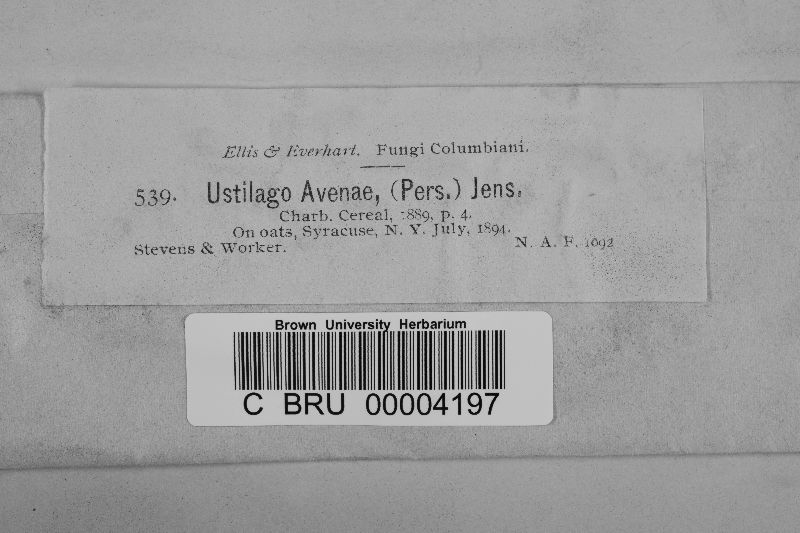 Ellis & Everhart. Fungi Columbiani.
539. Ustilago Avenae, (Pers.) Jens.
Charb. Cereal, 1889, p. 4.
On oats, Syracuse, N. Y. July, 1894.
Stevens & Worker. N. A. F. 1092
Brown University Herbarium
C BRU 00004197